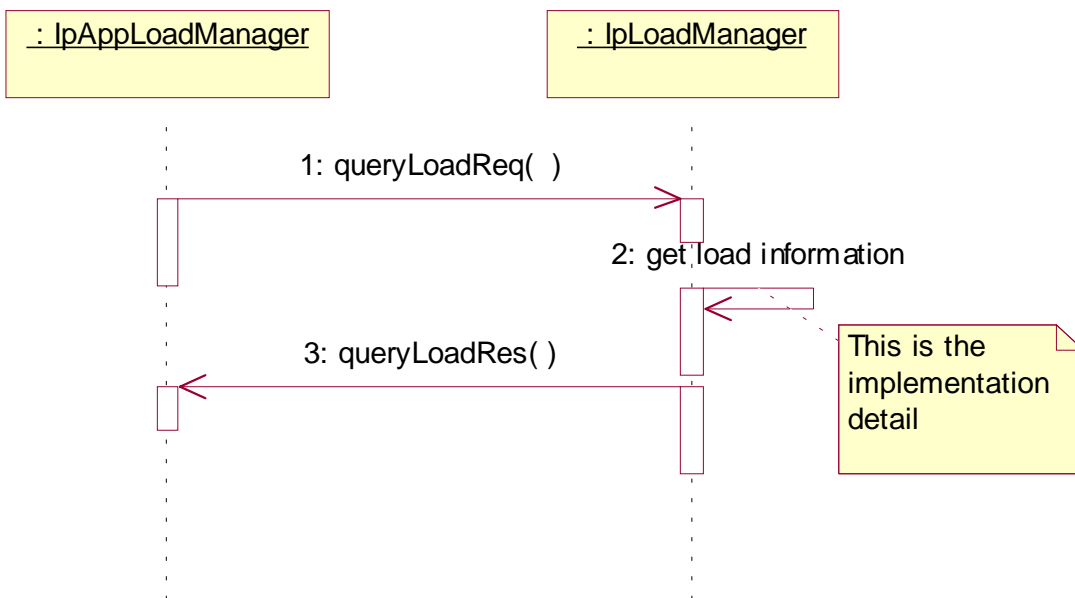 : IpAppLoadManager
: IpLoadManager
1: queryLoadReq( )
2: get load information
This is the
implementation
detail
3: queryLoadRes( )